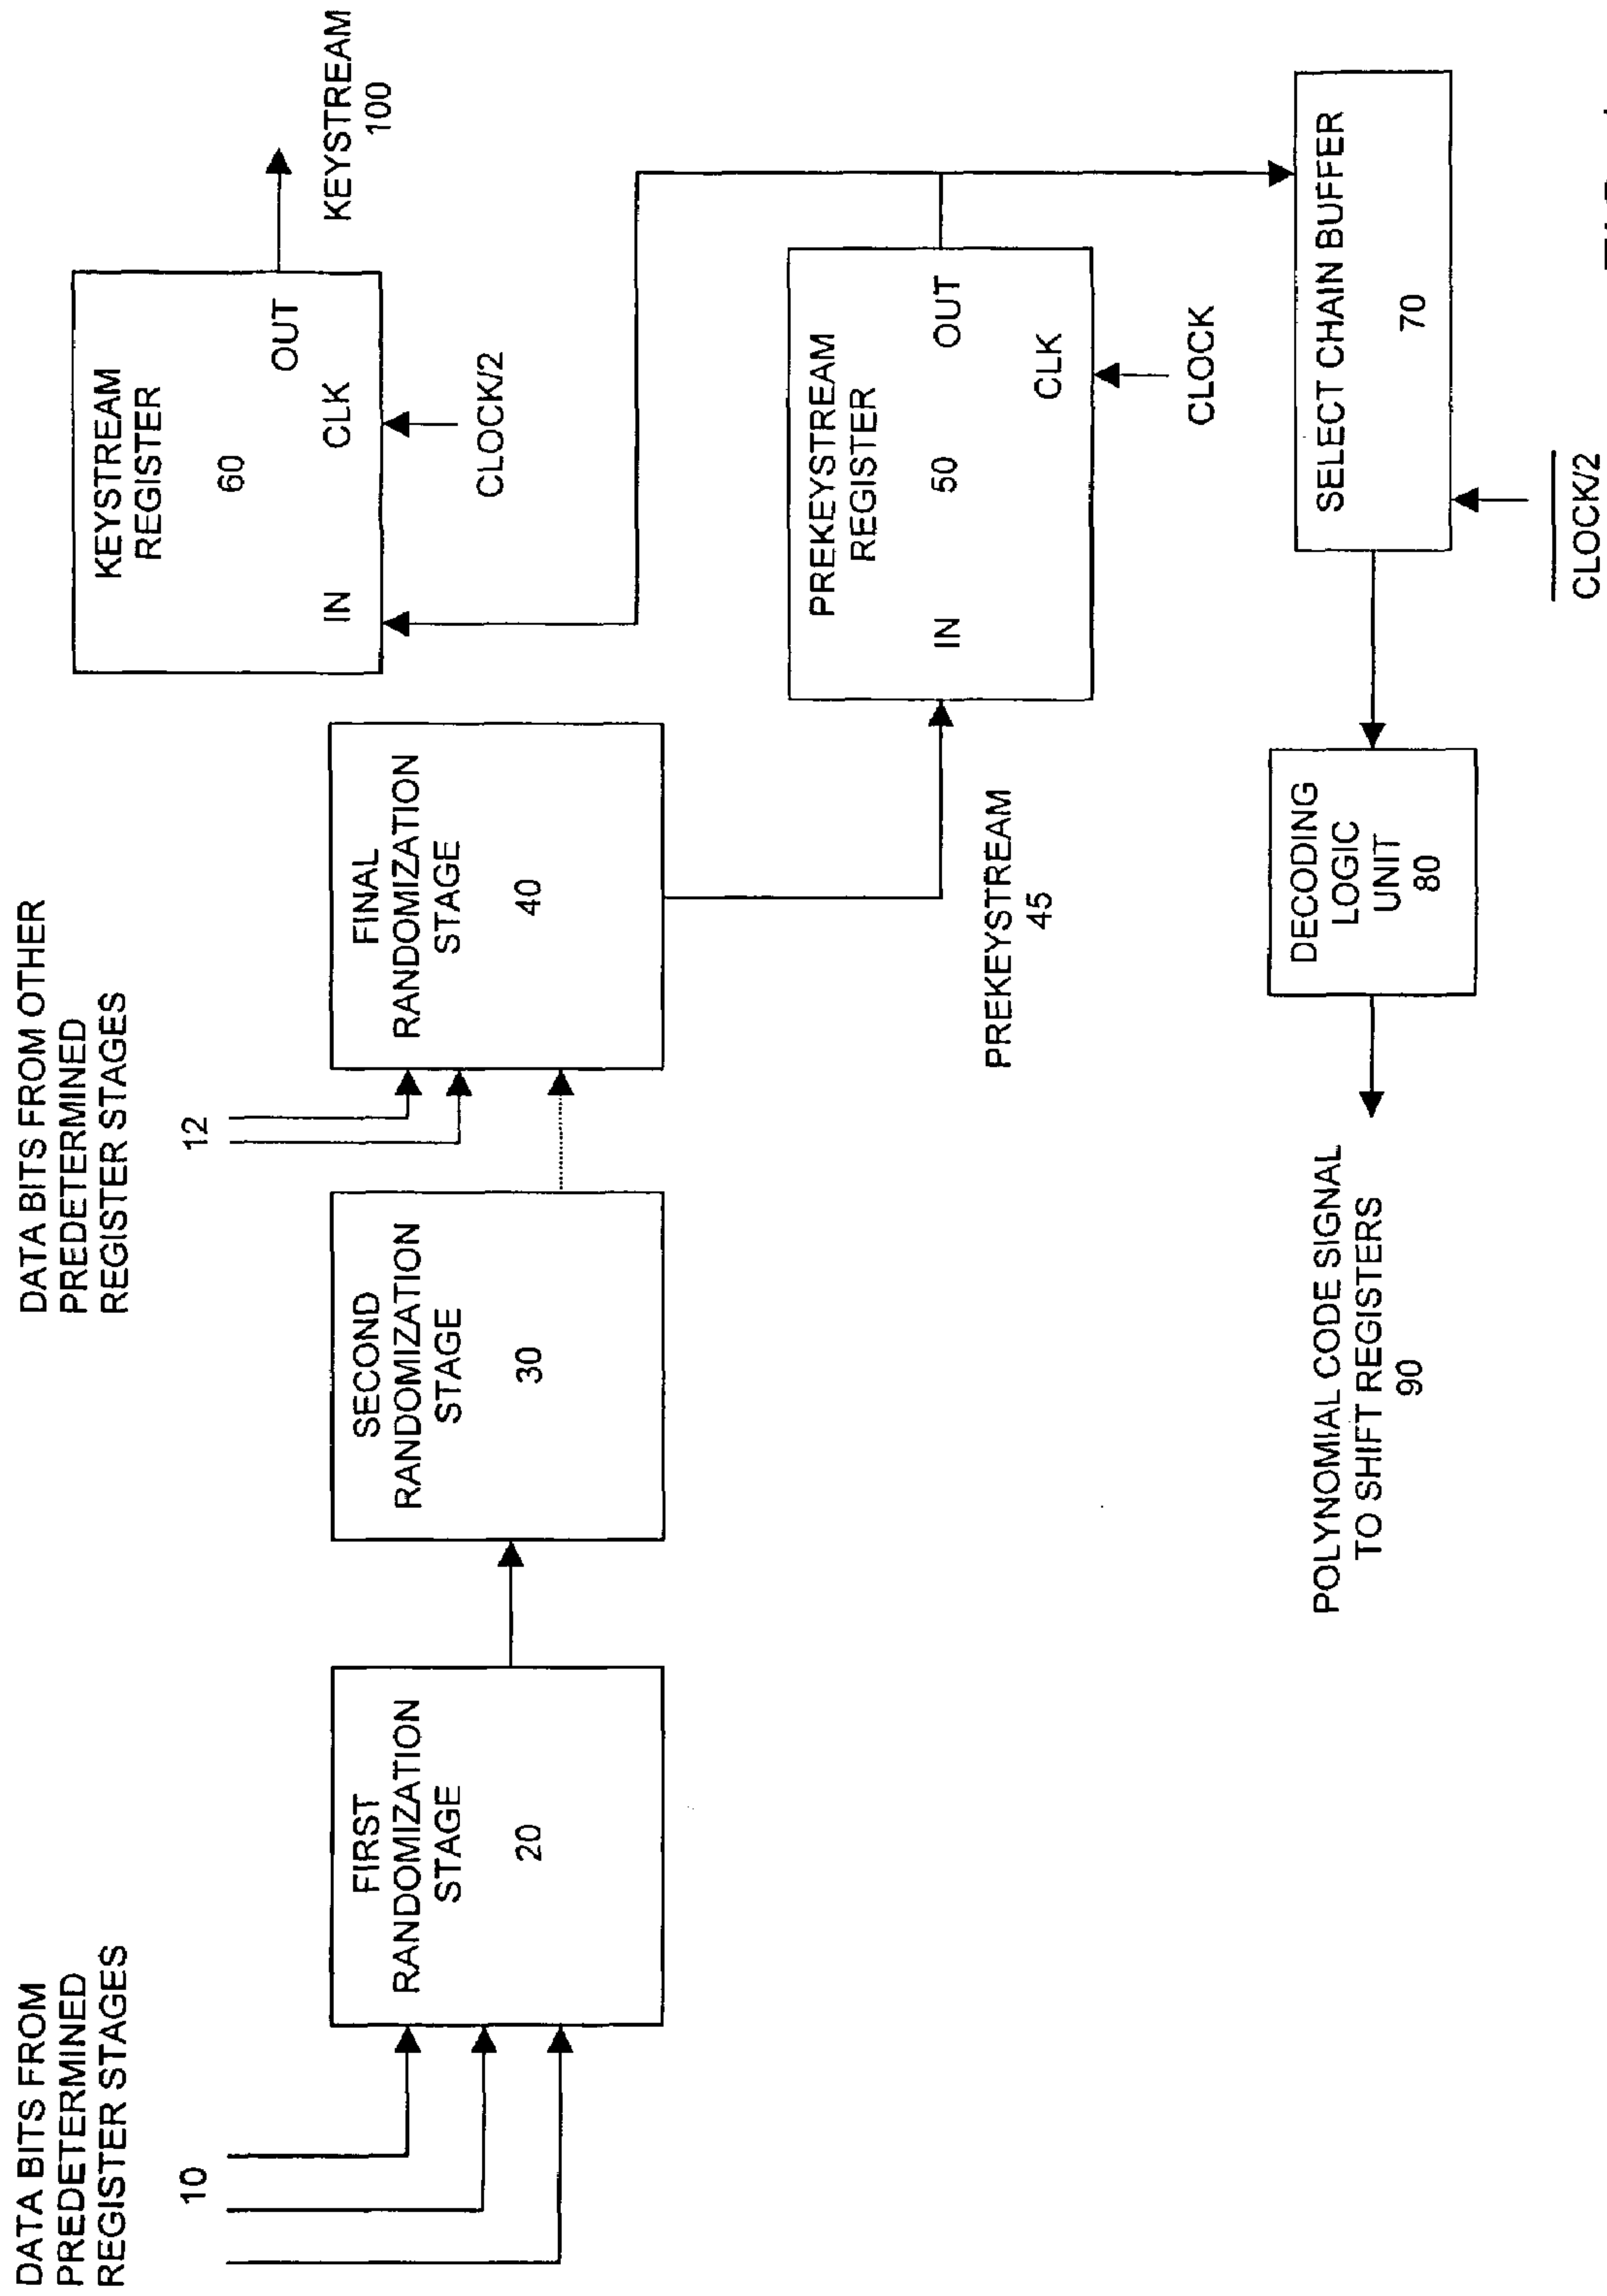 DATA BITS FROM
PREDETERMINED
REGISTER STAGES
10
FIRST
RANDOMIZATION
STAGE
20
SECOND
RANDOMIZATION
STAGE
30
DATA BITS FROM OTHER
PREDETERMINED
REGISTER STAGES
12
FINAL
RANDOMIZATION
STAGE
40
PREKEYSTREAM
45
KEYSTREAM
REGISTER
60
IN
OUT
CLK
CLOCK/2
KEYSTREAM
100
PREKEYSTREAM
REGISTER
50
IN
OUT
CLK
CLOCK
SELECT CHAIN BUFFER
70
CLOCK/2
DECODING
LOGIC
UNIT
80
POLYNOMIAL CODE SIGNAL
TO SHIFT REGISTERS
90